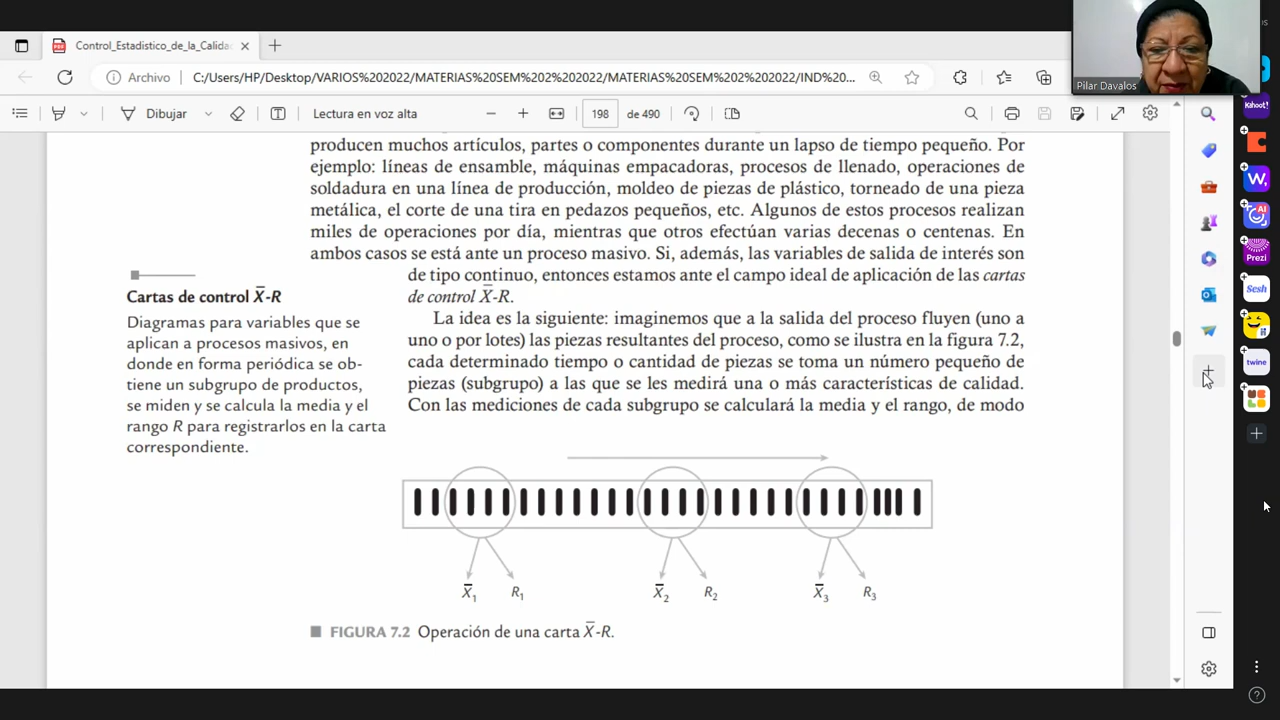 Control_Estadistico_de_la_Calida
Archivo
C:/Users/HP/Desktop/VARIOS%202022/MATERIAS%20SEM%202%202022/MATERIAS%20SEM%202%202022/IND%20...
Pilar Davalos
Dibujar
Lectura en voz alta
198
de 490
producen muchos artículos, partes o componentes durante un lapso de tiempo pequeño. Por
ejemplo: líneas de ensamble, máquinas empacadoras, procesos de llenado, operaciones de
soldadura en una línea de producción, moldeo de piezas de plástico, torneado de una pieza
metálica, el corte de una tira en pedazos pequeños, etc. Algunos de estos procesos realizan
miles de operaciones por día, mientras que otros efectúan varias decenas o centenas. En
ambos casos se está ante un proceso masivo. Si, además, las variables de salida de interés son
de tipo continuo, entonces estamos ante el campo ideal de aplicación de las cartas
de control X̄-R.
Cartas de control X̄-R
Diagramas para variables que se
aplican a procesos masivos, en
donde en forma periódica se ob-
tiene un subgrupo de productos,
se miden y se calcula la media y el
rango R para registrarlos en la carta
correspondiente.
La idea es la siguiente: imaginemos que a la salida del proceso fluyen (uno a
uno o por lotes) las piezas resultantes del proceso, como se ilustra en la figura 7.2,
cada determinado tiempo o cantidad de piezas se toma un número pequeño de
piezas (subgrupo) a las que se les medirá una o más características de calidad.
Con las mediciones de cada subgrupo se calculará la media y el rango, de modo
X̄₁ R₁ X̄₂ R₂ X̄₃ R₃
FIGURA 7.2 Operación de una carta X̄-R.
Kahoot!
W,
AI
Prezi
Sesh
twine